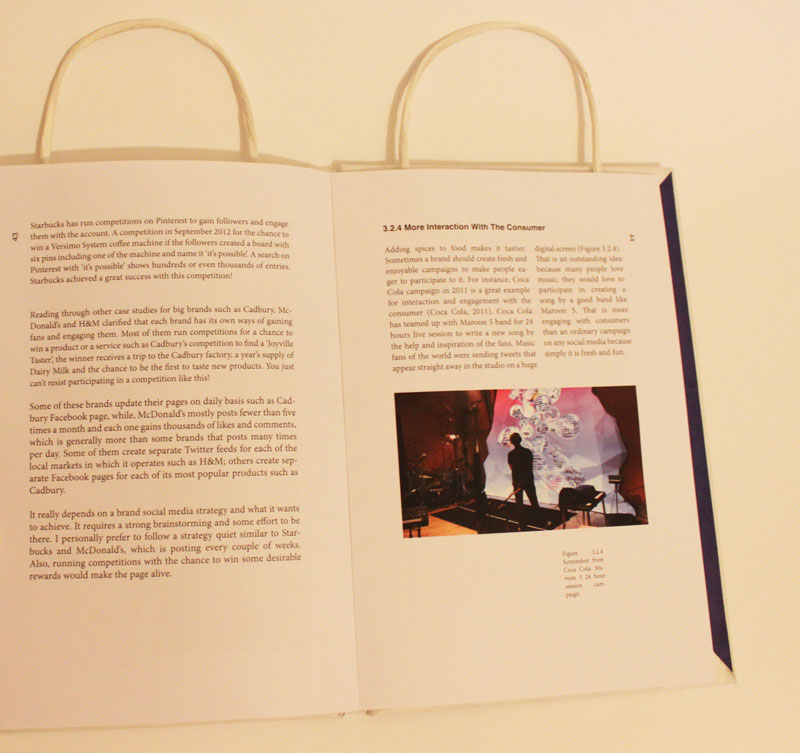 43
Starbucks has run competitions on Pinterest to gain followers and engage
them with the account. A competition in September 2012 for the chance to
win a Versimo System coffee machine if the followers created a board with
six pins including one of the machine and name it 'it's possible'. A search on
Pinterest with 'it's possible' shows hundreds or even thousands of entries.
Starbucks achieved a great success with this competition!
Reading through other case studies for big brands such as Cadbury, Mc-
Donald's and H&M clarified that each brand has its own ways of gaining
fans and engaging them. Most of them run competitions for a chance to
win a product or a service such as Cadbury's competition to find a 'Joyville
Taster', the winner receives a trip to the Cadbury factory, a year's supply of
Dairy Milk and the chance to be the first to taste new products. You just
can't resist participating in a competition like this!
Some of these brands update their pages on daily basis such as Cad-
bury Facebook page, while, McDonald's mostly posts fewer than five
times a month and each one gains thousands of likes and comments,
which is generally more than some brands that posts many times
per day. Some of them create separate Twitter feeds for each of the
local markets in which it operates such as H&M; others create sep-
arate Facebook pages for each of its most popular products such as
Cadbury.
It really depends on a brand social media strategy and what it wants
to achieve. It requires a strong brainstorming and some effort to be
there. I personally prefer to follow a strategy quiet similar to Star-
bucks and McDonald's, which is posting every couple of weeks.
Also, running competitions with the chance to win some desirable
rewards would make the page alive.
3.2.4 More Interaction With The Consumer
Adding spices to food makes it tastier.
Sometimes a brand should create fresh and
enjoyable campaigns to make people ea-
ger to participate to it. For instance, Coca
Cola campaign in 2011 is a great example
for interaction and engagement with the
consumer (Coca Cola, 2011). Coca Cola
has teamed up with Maroon 5 band for 24
hours live session to write a new song by
the help and inspiration of the fans. Music
fans of the world were sending tweets that
appear straight away in the studio on a huge
digital screen (Figure 3.2.4).
That is an outstanding idea
because many people love
music; they would love to
participate in creating a
song by a good band like
Maroon 5. That is more
engaging with consumers
than an ordinary campaign
on any social media because
simply it is fresh and fun.
44
Figure 3.2.4
Screenshot from
Coca Cola. Ma-
roon 5 24 hour
session cam-
paign.